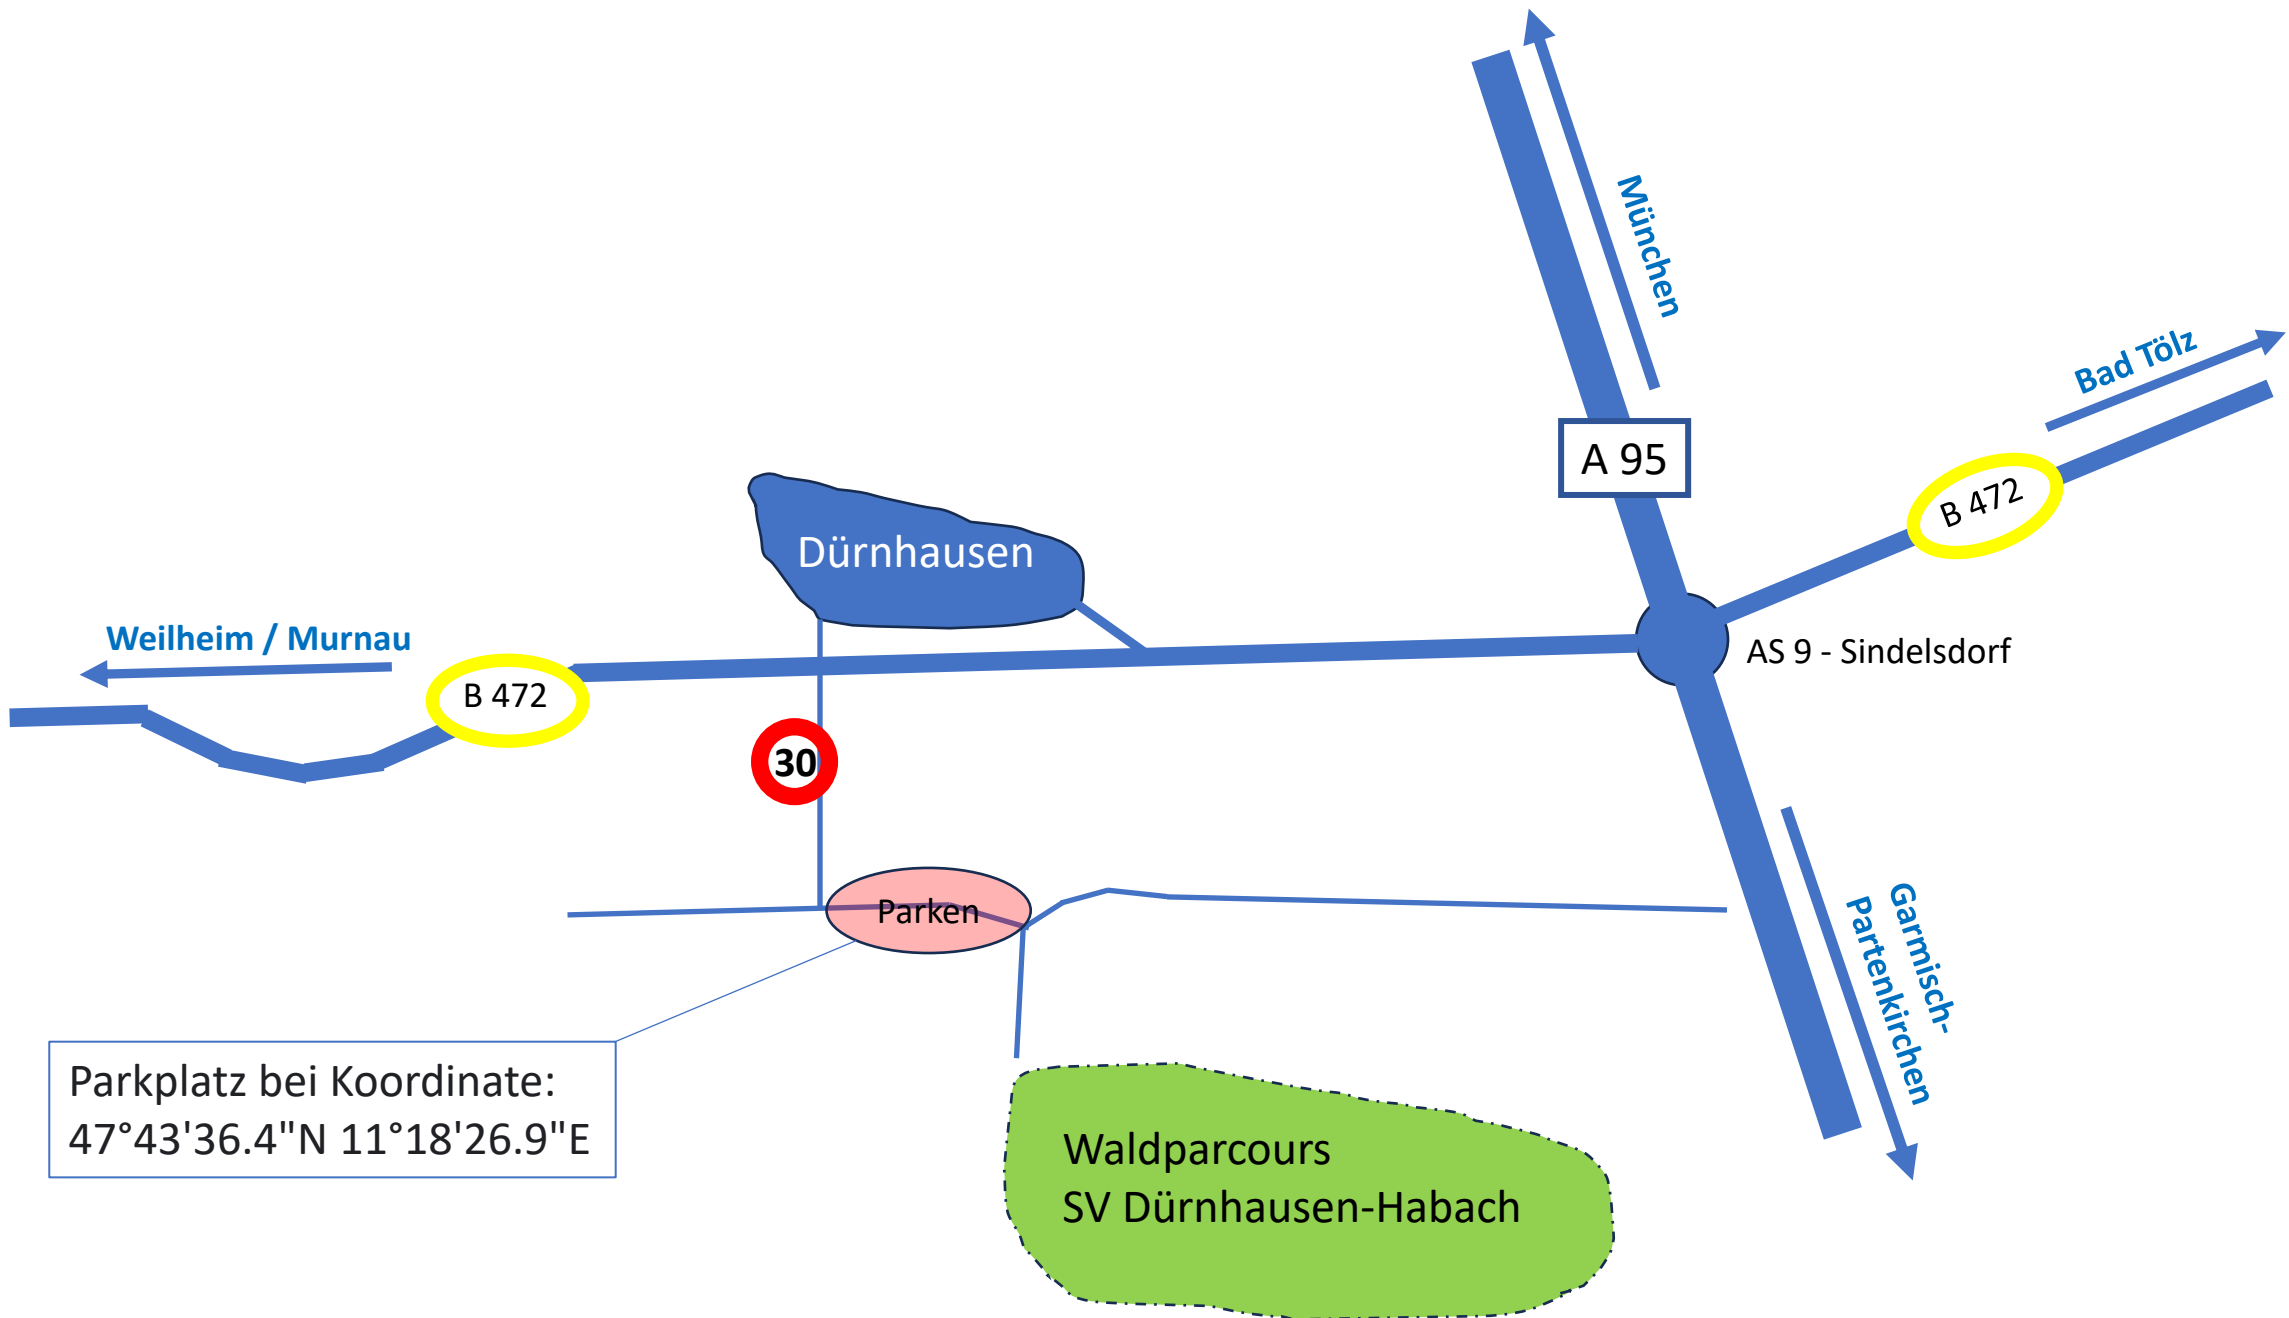 München
Bad Tölz
A 95
B 472
Dürnhausen
Weilheim / Murnau
B 472
AS 9 - Sindelsdorf
30
Parken
Garmisch-
Partenkirchen
Parkplatz bei Koordinate:
47°43'36.4"N 11°18'26.9"E
Waldparcours
SV Dürnhausen-Habach